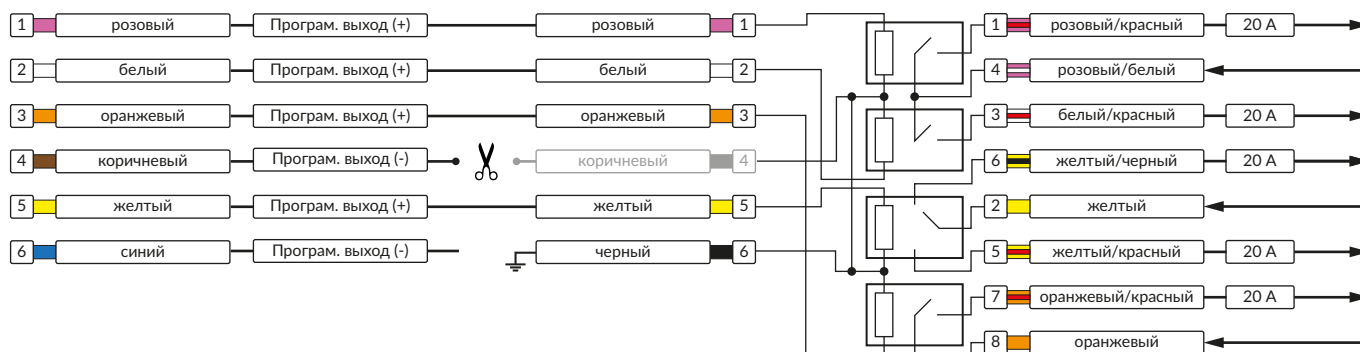 1 розовый Програм. выход (+) розовый 1 1 розовый/красный 20 А
2 белый Програм. выход (+) белый 2 4 розовый/белый
3 оранжевый Програм. выход (+) оранжевый 3 3 белый/красный 20 А
4 коричневый Програм. выход (-) коричневый 4 6 желтый/черный 20 А
5 желтый Програм. выход (+) желтый 5 2 желтый
6 синий Програм. выход (-) черный 6 5 желтый/красный 20 А
7 оранжевый/красный 20 А
8 оранжевый